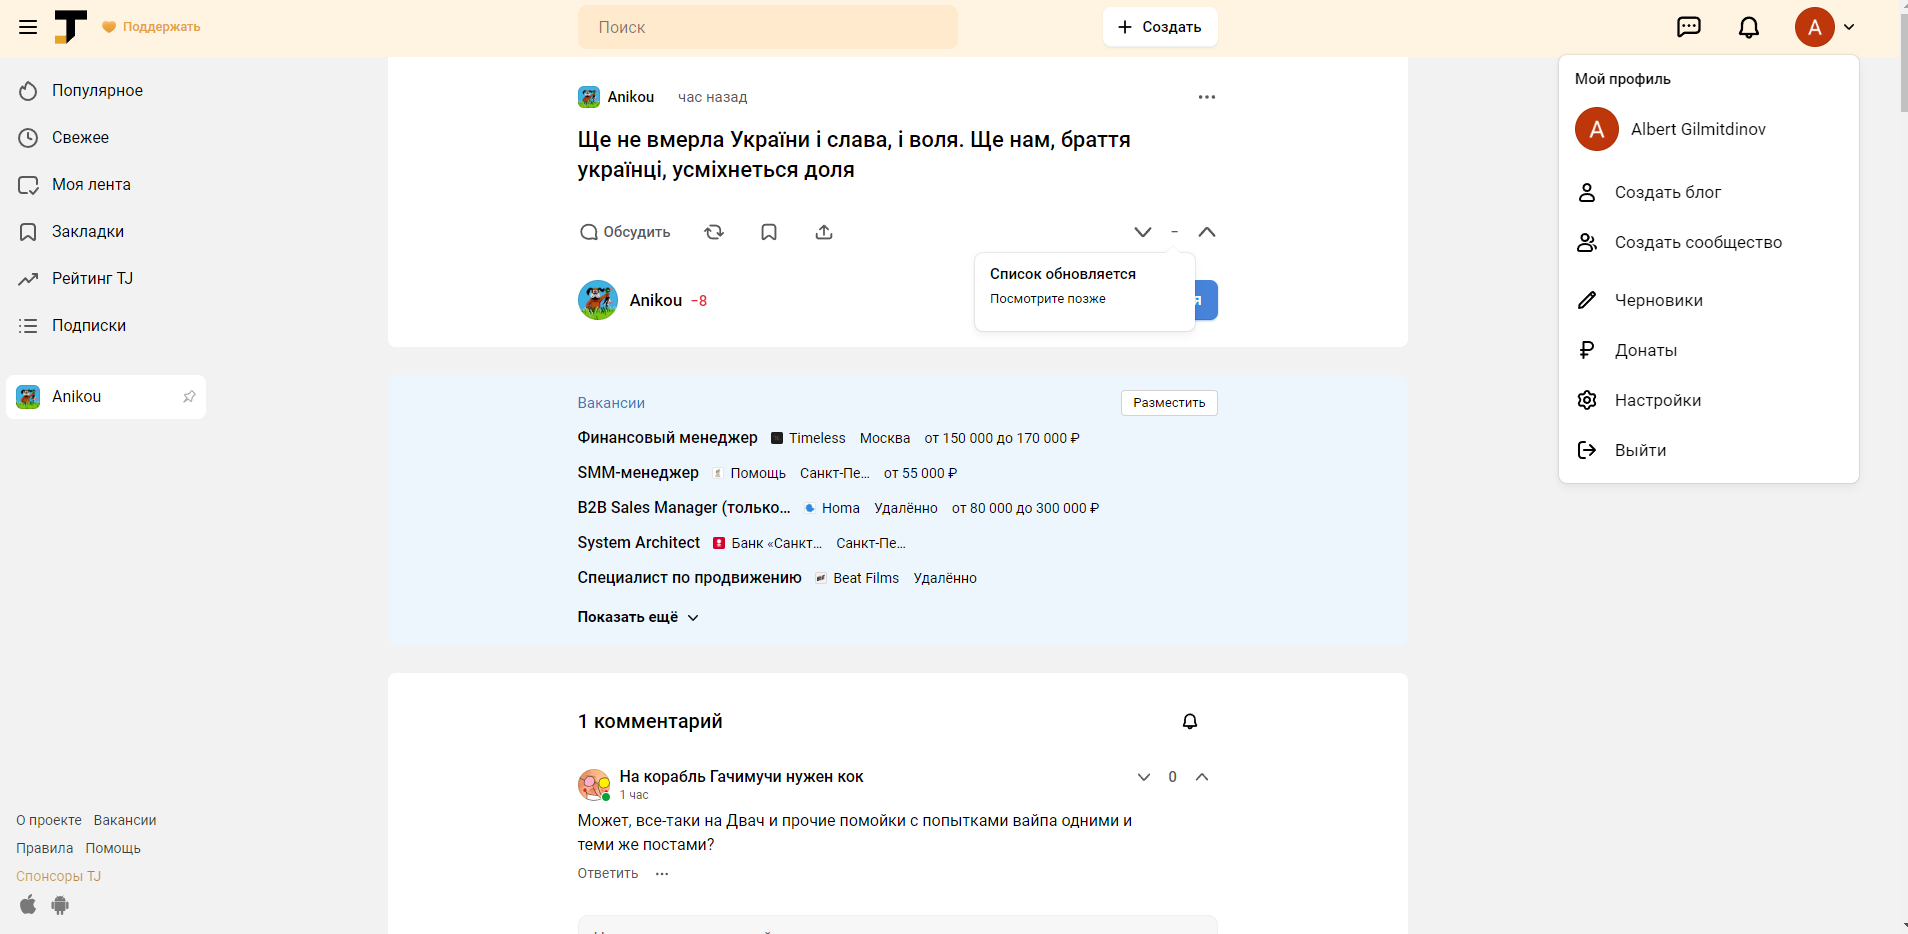 Поддержать
Поиск
Создать
А
Популярное
Свежее
Моя лента
Закладки
Рейтинг TJ
Подписки
Anikou
О проекте Вакансии
Правила Помощь
Спонсоры TJ
Anikou час назад
Ще не вмерла України і слава, і воля. Ще нам, браття
українці, усміхнеться доля
Обсудить
–
Список обновляется
Посмотрите позже
Anikou −8
я
Вакансии
Разместить
Финансовый менеджер Timeless Москва от 150 000 до 170 000 ₽
SMM-менеджер Помощь Санкт-Пе... от 55 000 ₽
B2B Sales Manager (только... Homa Удалённо от 80 000 до 300 000 ₽
System Architect Банк «Санкт... Санкт-Пе...
Специалист по продвижению Beat Films Удалённо
Показать ещё
1 комментарий
На корабль Гачимучи нужен кок
0
1 час
Может, все-таки на Двач и прочие помойки с попытками вайпа одними и
теми же постами?
Ответить
Мой профиль
A
Albert Gilmitdinov
Создать блог
Создать сообщество
Черновики
Донаты
Настройки
Выйти